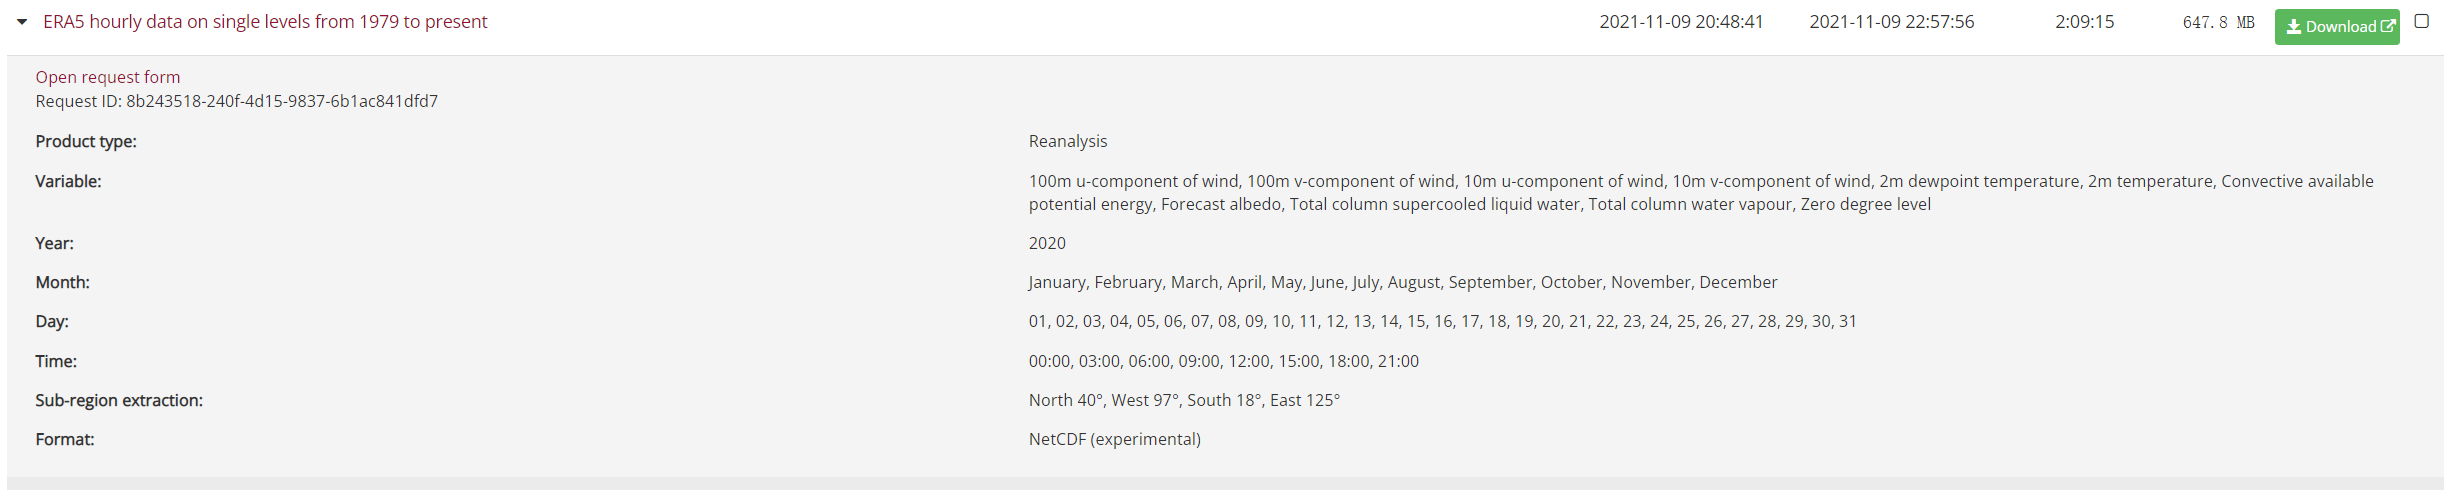 ERA5 hourly data on single levels from 1979 to present 2021-11-09 20:48:41 2021-11-09 22:57:56 2:09:15 647.8 MB Download
Open request form
Request ID: 8b243518-240f-4d15-9837-6b1ac841dfd7
Product type: Reanalysis
Variable: 100m u-component of wind, 100m v-component of wind, 10m u-component of wind, 10m v-component of wind, 2m dewpoint temperature, 2m temperature, Convective available
potential energy, Forecast albedo, Total column supercooled liquid water, Total column water vapour, Zero degree level
Year: 2020
Month: January, February, March, April, May, June, July, August, September, October, November, December
Day: 01, 02, 03, 04, 05, 06, 07, 08, 09, 10, 11, 12, 13, 14, 15, 16, 17, 18, 19, 20, 21, 22, 23, 24, 25, 26, 27, 28, 29, 30, 31
Time: 00:00, 03:00, 06:00, 09:00, 12:00, 15:00, 18:00, 21:00
Sub-region extraction: North 40°, West 97°, South 18°, East 125°
Format: NetCDF (experimental)